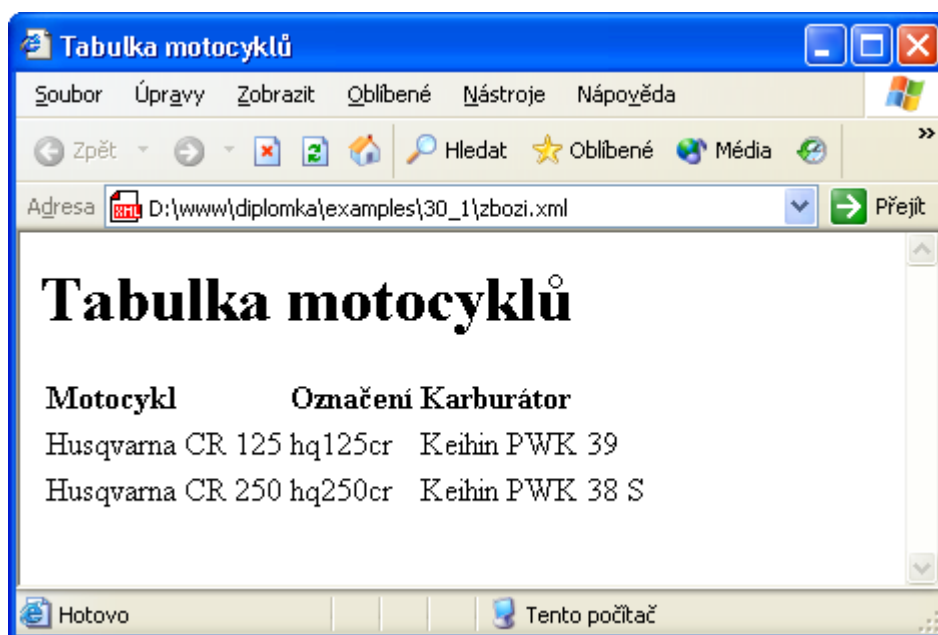 Tabulka motocyklů
Soubor Úpravy Zobrazit Oblíbené Nástroje Nápověda
Zpět Hledat Oblíbené Média »
Adresa XML D:\www\diplomka\examples\30_1\zbozi.xml Přejít
Tabulka motocyklů
Motocykl Označení Karburátor
Husqvarna CR 125 hq125cr Keihin PWK 39
Husqvarna CR 250 hq250cr Keihin PWK 38 S
Hotovo Tento počítač